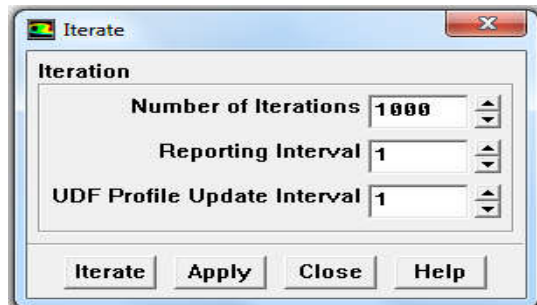 Iterate
Iteration
Number of Iterations 1000
Reporting Interval 1
UDF Profile Update Interval 1
Iterate Apply Close Help